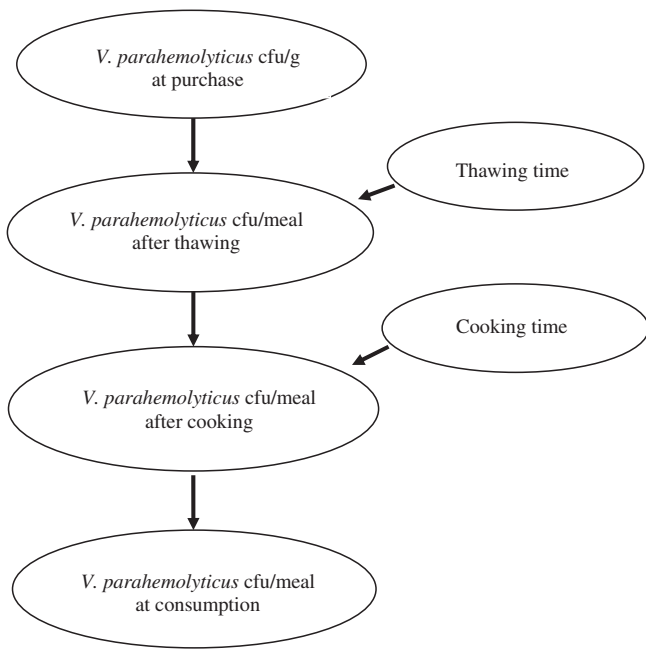 V. parahemolyticus cfu/g
at purchase
Thawing time
V. parahemolyticus cfu/meal
after thawing
Cooking time
V. parahemolyticus cfu/meal
after cooking
V. parahemolyticus cfu/meal
at consumption